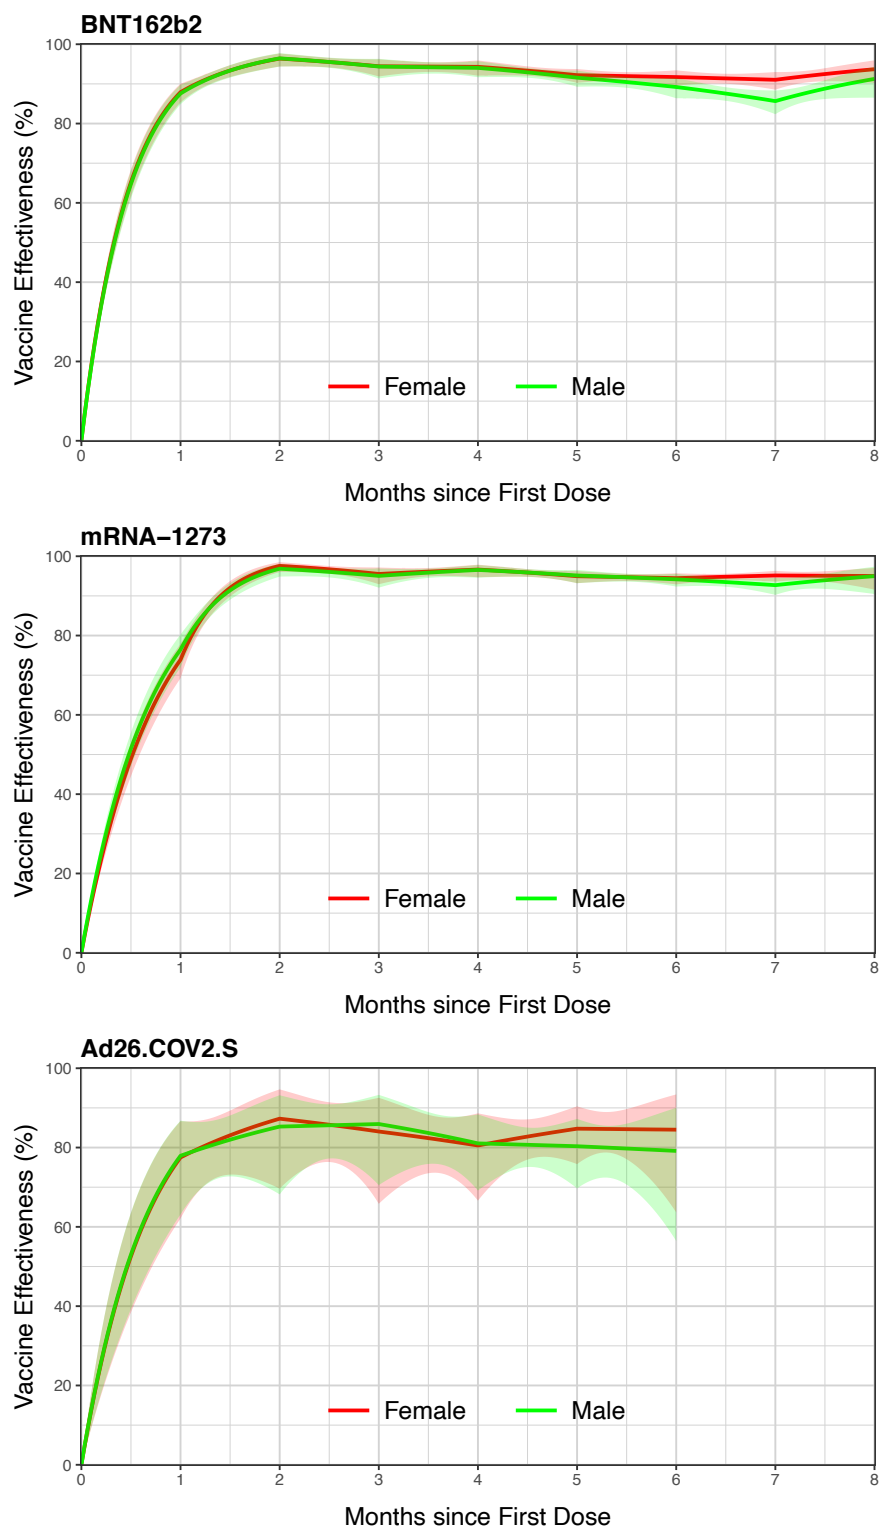 BNT162b2
Vaccine Effectiveness (%)
100
80
60
40
20
0
Female Male
0 1 2 3 4 5 6 7 8
Months since First Dose
mRNA−1273
Vaccine Effectiveness (%)
100
80
60
40
20
0
Female Male
0 1 2 3 4 5 6 7 8
Months since First Dose
Ad26.COV2.S
Vaccine Effectiveness (%)
100
80
60
40
20
0
Female Male
0 1 2 3 4 5 6 7 8
Months since First Dose